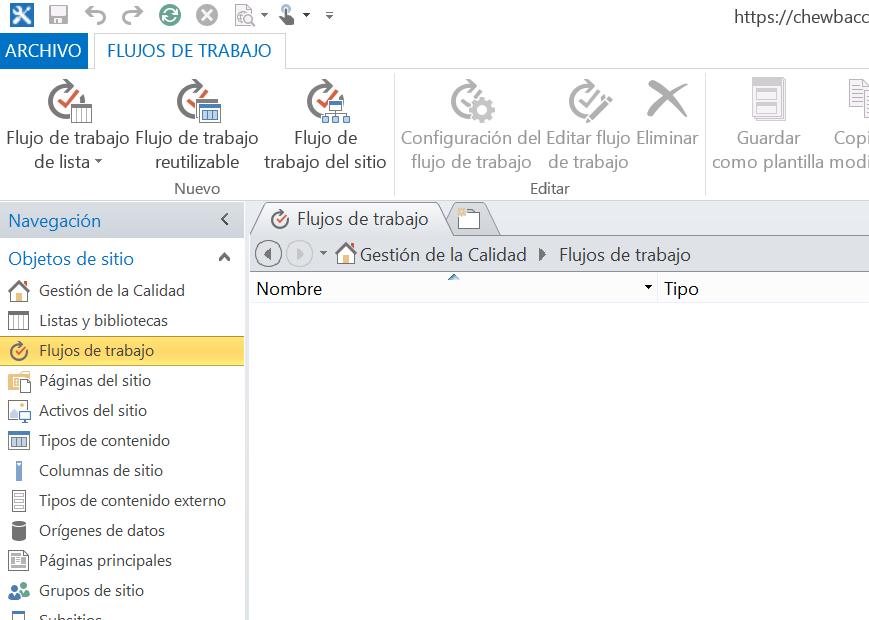 https://chewbacc
ARCHIVO
FLUJOS DE TRABAJO
Flujo de trabajo
de lista
Flujo de trabajo
reutilizable
Flujo de
trabajo del sitio
Nuevo
Configuración del
flujo de trabajo
Editar flujo
de trabajo
Eliminar
Editar
Guardar
como plantilla
Copi
modi
Navegación
Objetos de sitio
Gestión de la Calidad
Listas y bibliotecas
Flujos de trabajo
Páginas del sitio
Activos del sitio
Tipos de contenido
Columnas de sitio
Tipos de contenido externo
Orígenes de datos
Páginas principales
Grupos de sitio
Subsitios
Flujos de trabajo
Gestión de la Calidad
Flujos de trabajo
Nombre
Tipo